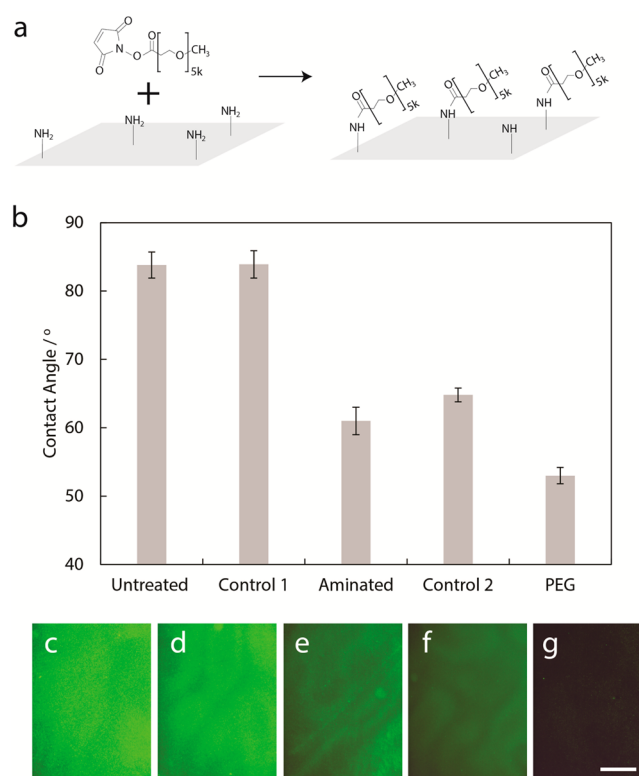 a
O
N
O
O
O
O
CH₃
5k
+
NH₂
NH₂
NH₂
NH₂
O
O
CH₃
5k
NH
O
O
CH₃
5k
NH
NH
O
O
CH₃
5k
NH
b
90
80
70
60
50
40
Contact Angle / º
Untreated Control 1 Aminated Control 2 PEG
c d e f g